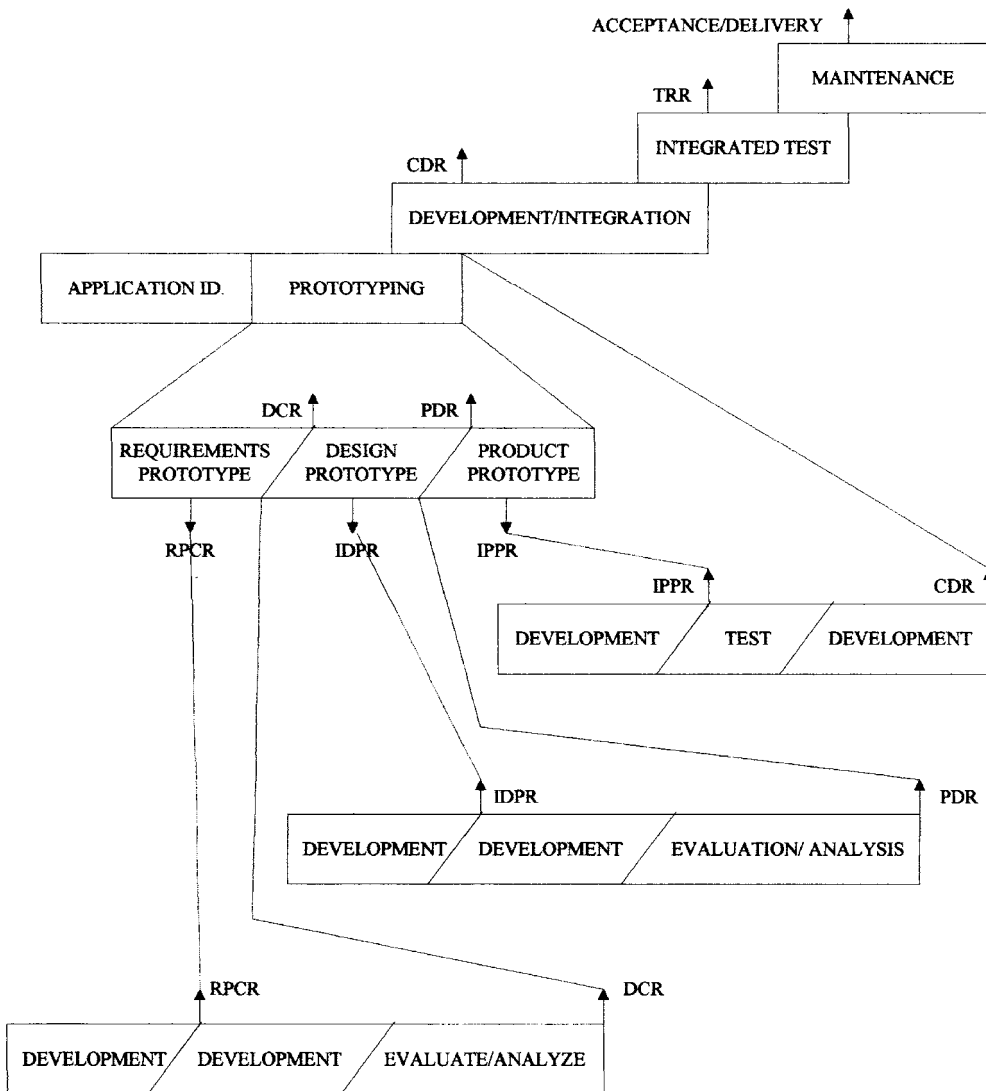 ACCEPTANCE/DELIVERY
MAINTENANCE
TRR
INTEGRATED TEST
CDR
DEVELOPMENT/INTEGRATION
APPLICATION ID.
PROTOTYPING
DCR
PDR
REQUIREMENTS
PROTOTYPE
DESIGN
PROTOTYPE
PRODUCT
PROTOTYPE
RPCR
IDPR
IPPR
IPPR
CDR
DEVELOPMENT
TEST
DEVELOPMENT
IDPR
PDR
DEVELOPMENT
DEVELOPMENT
EVALUATION/ ANALYSIS
RPCR
DCR
DEVELOPMENT
DEVELOPMENT
EVALUATE/ANALYZE